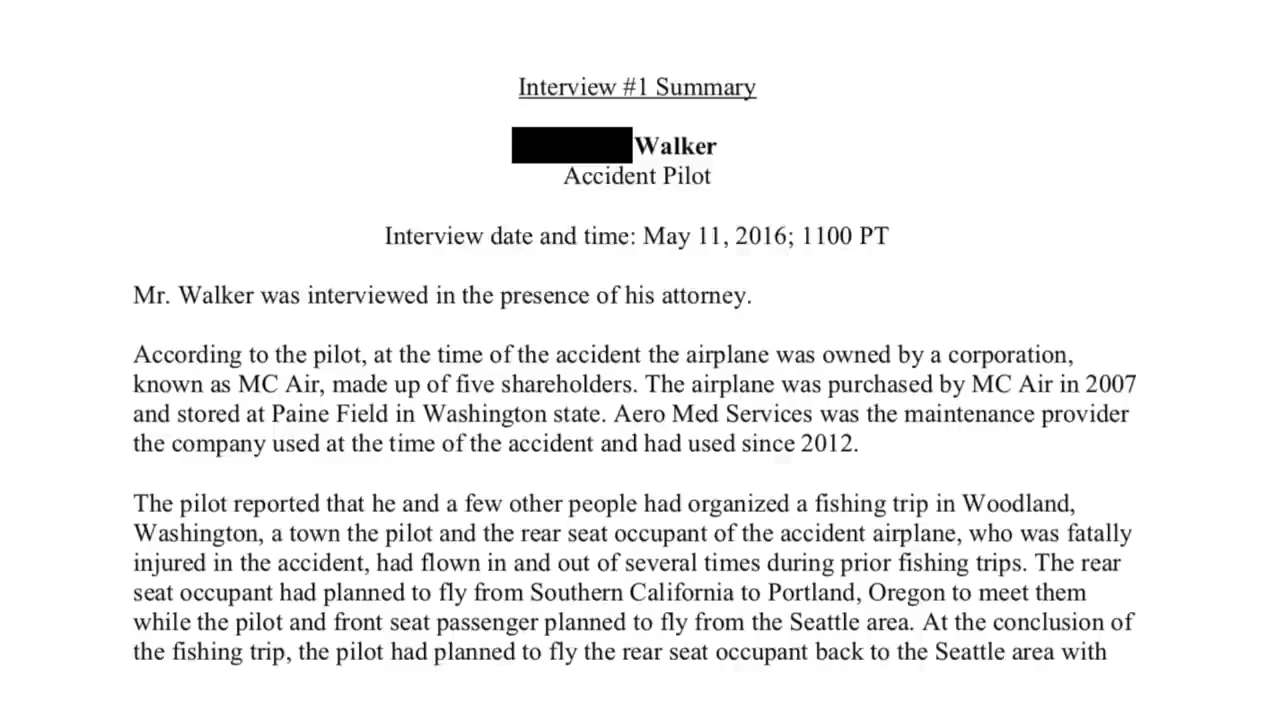 Interview #1 Summary
Walker
Accident Pilot
Interview date and time: May 11, 2016; 1100 PT
Mr. Walker was interviewed in the presence of his attorney.
According to the pilot, at the time of the accident the airplane was owned by a corporation,
known as MC Air, made up of five shareholders. The airplane was purchased by MC Air in 2007
and stored at Paine Field in Washington state. Aero Med Services was the maintenance provider
the company used at the time of the accident and had used since 2012.
The pilot reported that he and a few other people had organized a fishing trip in Woodland,
Washington, a town the pilot and the rear seat occupant of the accident airplane, who was fatally
injured in the accident, had flown in and out of several times during prior fishing trips. The rear
seat occupant had planned to fly from Southern California to Portland, Oregon to meet them
while the pilot and front seat passenger planned to fly from the Seattle area. At the conclusion of
the fishing trip, the pilot had planned to fly the rear seat occupant back to the Seattle area with